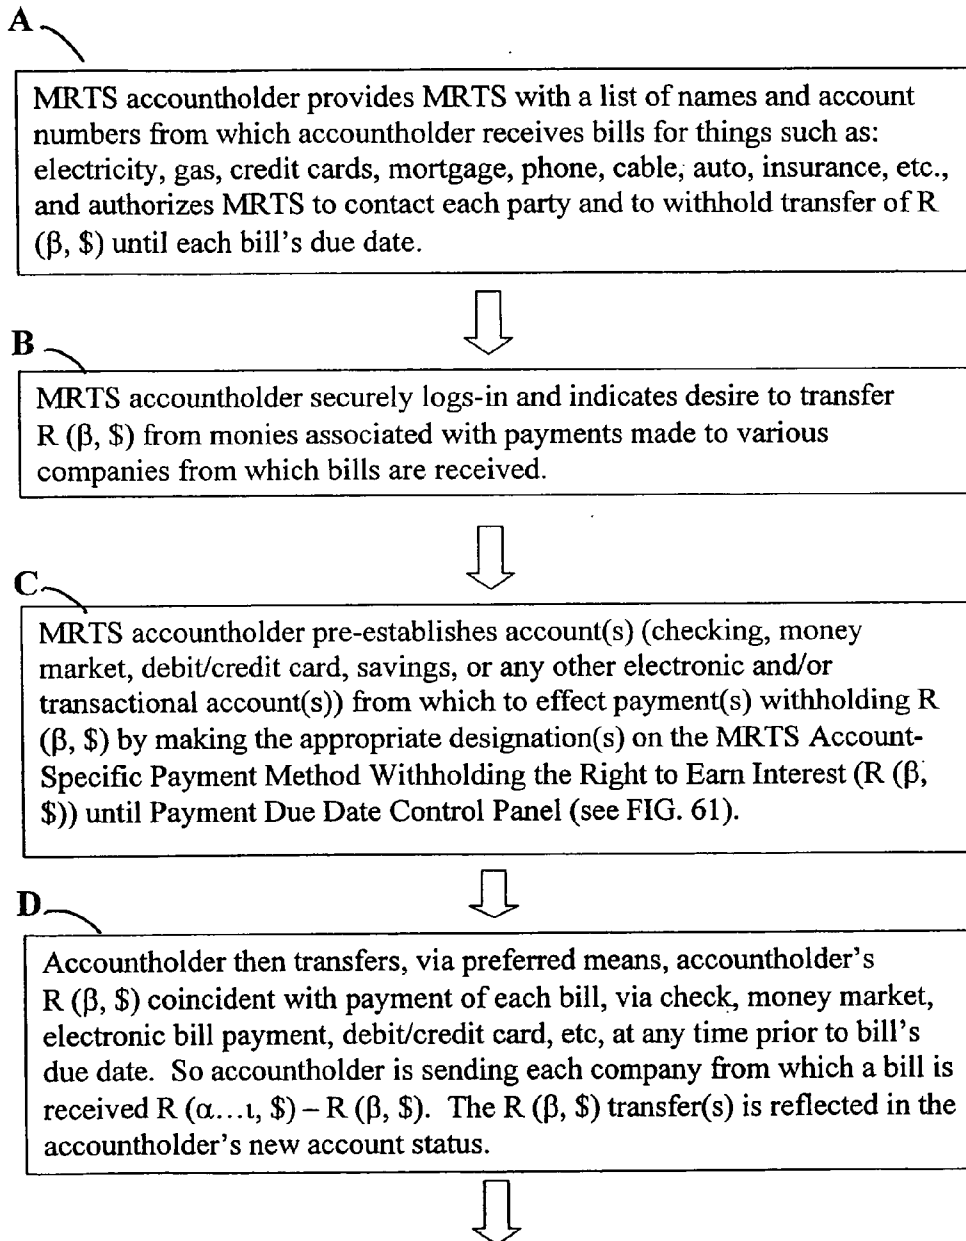 A
MRTS accountholder provides MRTS with a list of names and account
numbers from which accountholder receives bills for things such as:
electricity, gas, credit cards, mortgage, phone, cable, auto, insurance, etc.,
and authorizes MRTS to contact each party and to withhold transfer of R
(β, $) until each bill's due date.
B
MRTS accountholder securely logs-in and indicates desire to transfer
R (β, $) from monies associated with payments made to various
companies from which bills are received.
C
MRTS accountholder pre-establishes account(s) (checking, money
market, debit/credit card, savings, or any other electronic and/or
transactional account(s)) from which to effect payment(s) withholding R
(β, $) by making the appropriate designation(s) on the MRTS Account-
Specific Payment Method Withholding the Right to Earn Interest (R (β,
$)) until Payment Due Date Control Panel (see FIG. 61).
D
Accountholder then transfers, via preferred means, accountholder's
R (β, $) coincident with payment of each bill, via check, money market,
electronic bill payment, debit/credit card, etc, at any time prior to bill's
due date.  So accountholder is sending each company from which a bill is
received R (α…ι, $) – R (β, $).  The R (β, $) transfer(s) is reflected in the
accountholder's new account status.